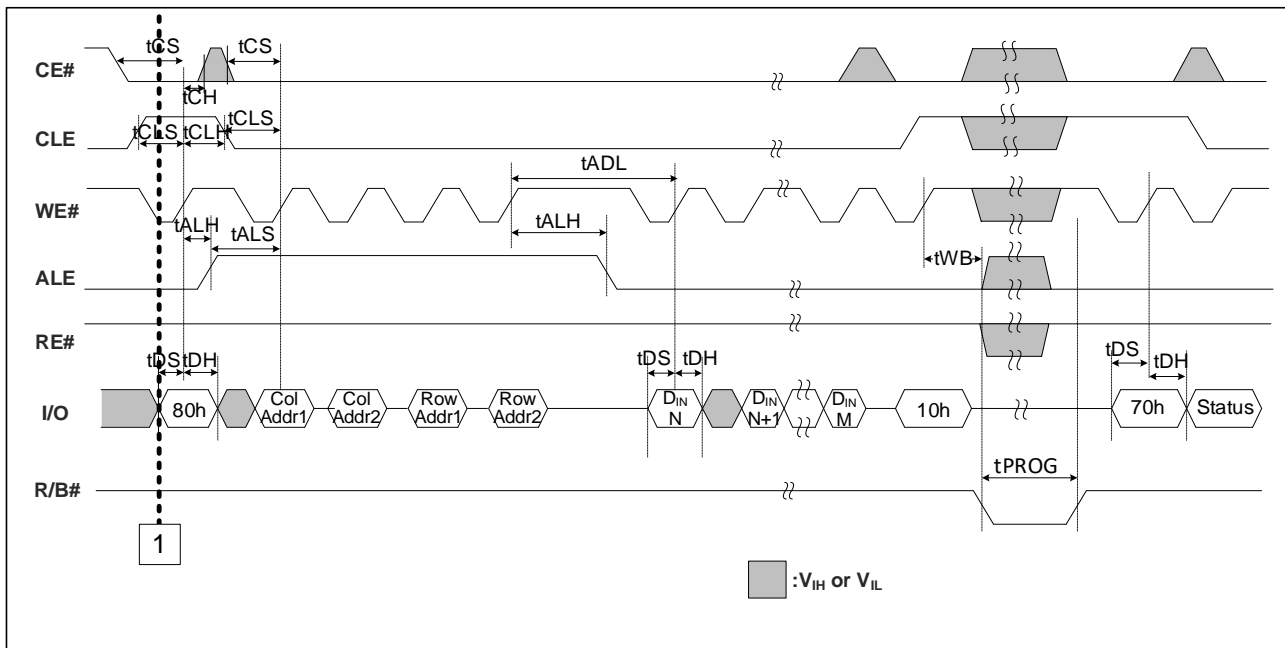 tCS tCS
CE#
tCH
tCLS tCLH tCLS
CLE
tADL
WE#
tALH tALS tALH
tWB
ALE
RE#
tDS tDH tDS tDH tDS tDH
I/O 80h Col Addr1 Col Addr2 Row Addr1 Row Addr2 DIN N DIN N+1 DIN M 10h 70h Status
tPROG
R/B#
1
:VIH or VIL